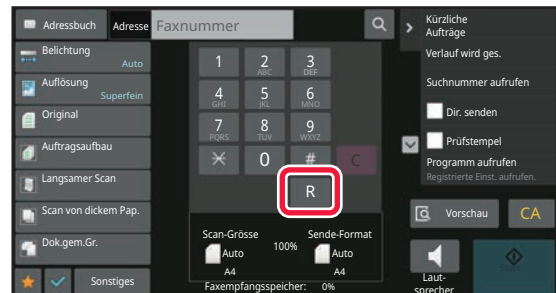 Adressbuch
Adresse
Faxnummer
Belichtung
Auto
Auflösung
Superfein
Original
Auftragsaufbau
Langsamer Scan
Scan von dickem Pap.
Dok.gem.Gr.
Sonstiges
1
2
ABC
3
DEF
4
GHI
5
JKL
6
MNO
7
PQRS
8
TUV
9
WXYZ
0
#
C
R
Scan-Grösse
Auto
A4
100%
Sende-Format
Auto
A4
Faxempfangsspeicher: 0%
Kürzliche
Aufträge
Verlauf wird ges.
Suchnummer aufrufen
Dir. senden
Prüfstempel
Programm aufrufen
Registrierte Einst. aufrufen.
Vorschau
CA
Laut-
sprecher
Start